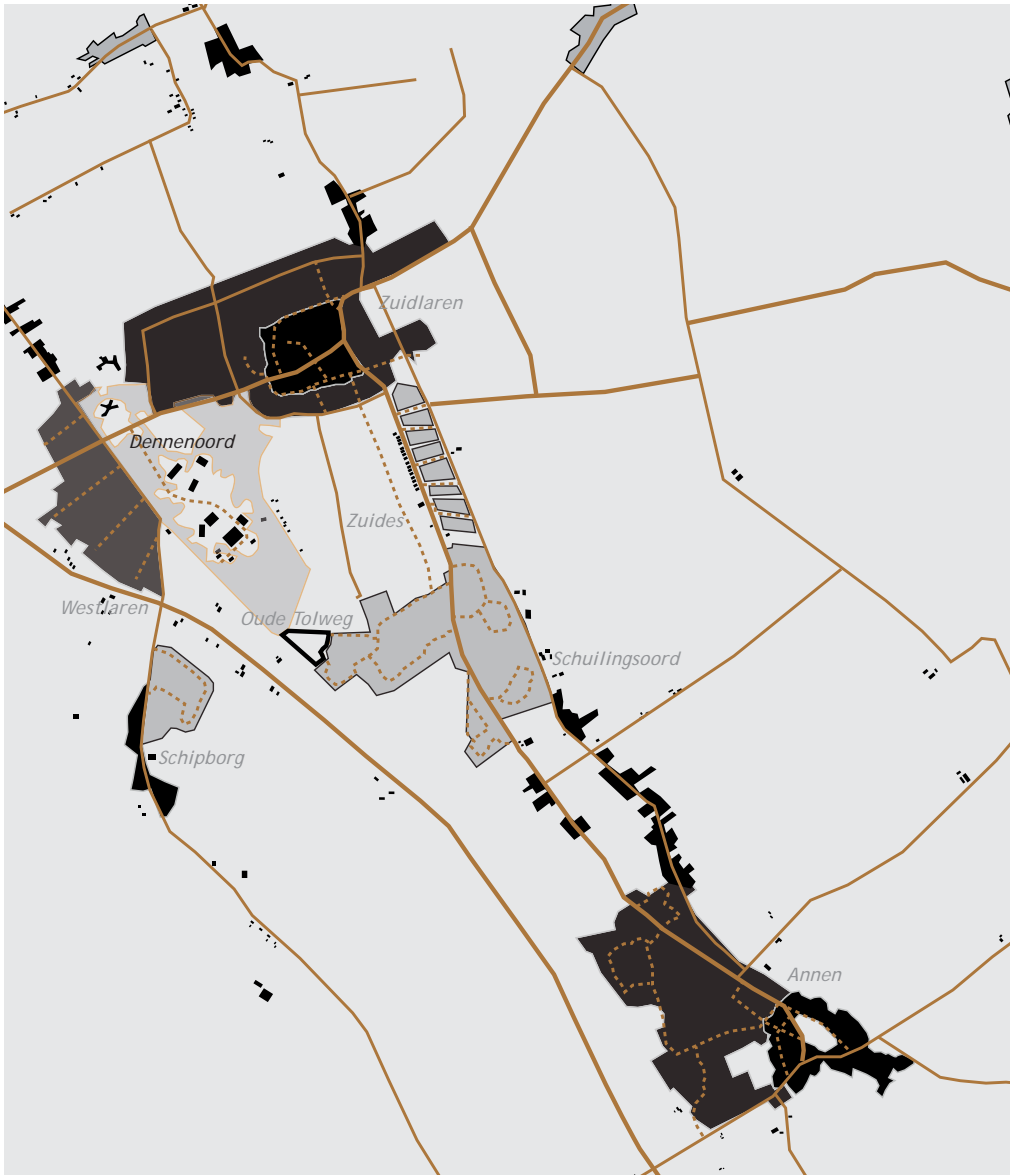 Zuidlaren
Dennenoord
Zuides
Westlaren
Oude Tolweg
Schuilingsoord
Schipborg
Annen